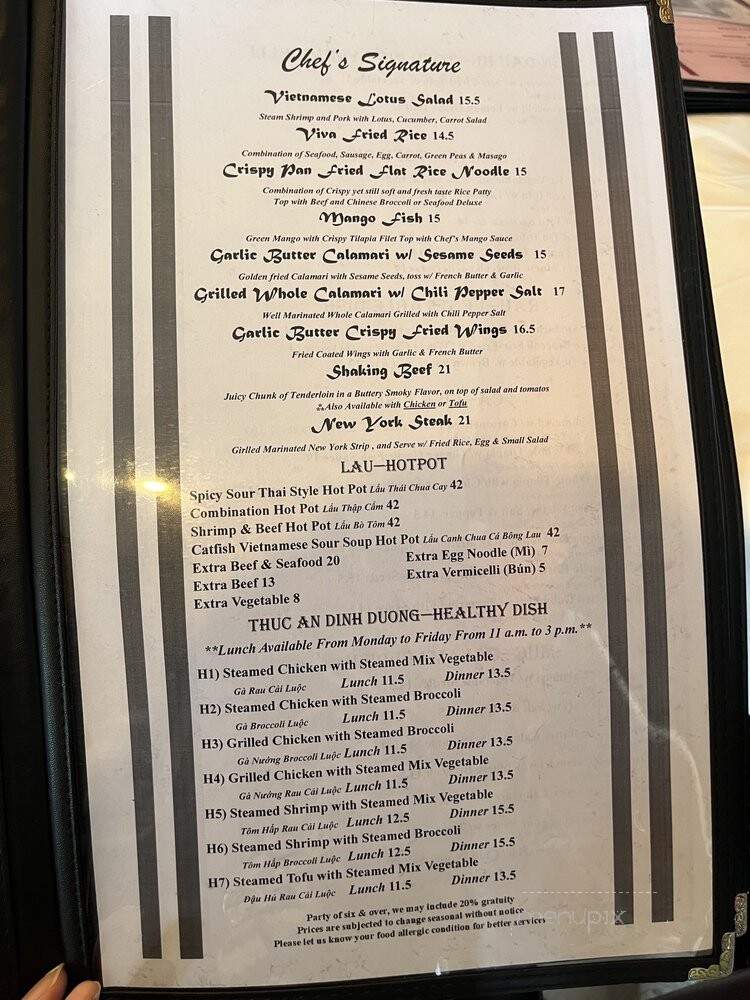 Chef's Signature
Vietnamese Lotus Salad 15.5
Steam Shrimp and Pork with Lotus, Cucumber, Carrot Salad
Viva Fried Rice 14.5
Combination of Seafood, Sausage, Egg, Carrot, Green Peas & Masago
Crispy Pan Fried Flat Rice Noodle 15
Combination of Crispy yet still soft and fresh taste Rice Patty
Top with Beef and Chinese Broccoli or Seafood Deluxe
Mango Fish 15
Green Mango with Crispy Tilapia Filet Top with Chef's Mango Sauce
Garlic Butter Calamari w/ Sesame Seeds 15
Golden fried Calamari with Sesame Seeds, toss w/ French Butter & Garlic
Grilled Whole Calamari w/ Chili Pepper Salt 17
Well Marinated Whole Calamari Grilled with Chili Pepper Salt
Garlic Butter Crispy Fried Wings 16.5
Fried Coated Wings with Garlic & French Butter
Shaking Beef 21
Juicy Chunk of Tenderloin in a Buttery Smoky Flavor, on top of salad and tomatos
⁂Also Available with Chicken or Tofu
New York Steak 21
Girlled Marinated New York Strip , and Serve w/ Fried Rice, Egg & Small Salad
LAU—HOTPOT
Spicy Sour Thai Style Hot Pot Lẩu Thái Chua Cay 42
Combination Hot Pot Lẩu Thập Cẩm 42
Shrimp & Beef Hot Pot Lẩu Bò Tôm 42
Catfish Vietnamese Sour Soup Hot Pot Lẩu Canh Chua Cá Bông Lau 42
Extra Beef & Seafood 20 Extra Egg Noodle (Mì) 7
Extra Beef 13 Extra Vermicelli (Bún) 5
Extra Vegetable 8
THUC AN DINH DUONG—HEALTHY DISH
**Lunch Available From Monday to Friday From 11 a.m. to 3 p.m.**
H1) Steamed Chicken with Steamed Mix Vegetable
Gà Rau Cải Luộc Lunch 11.5 Dinner 13.5
H2) Steamed Chicken with Steamed Broccoli
Gà Broccoli Luộc Lunch 11.5 Dinner 13.5
H3) Grilled Chicken with Steamed Broccoli
Gà Nướng Broccoli Luộc Lunch 11.5 Dinner 13.5
H4) Grilled Chicken with Steamed Mix Vegetable
Gà Nướng Rau Cải Luộc Lunch 11.5 Dinner 13.5
H5) Steamed Shrimp with Steamed Mix Vegetable
Tôm Hấp Rau Cải Luộc Lunch 12.5 Dinner 15.5
H6) Steamed Shrimp with Steamed Broccoli
Tôm Hấp Broccoli Luộc Lunch 12.5 Dinner 15.5
H7) Steamed Tofu with Steamed Mix Vegetable
Đậu Hủ Rau Cải Luộc Lunch 11.5 Dinner 13.5
Party of six & over, we may include 20% gratuity
Prices are subjected to change seasonal without notice
Please let us know your food allergic condition for better services
menupix